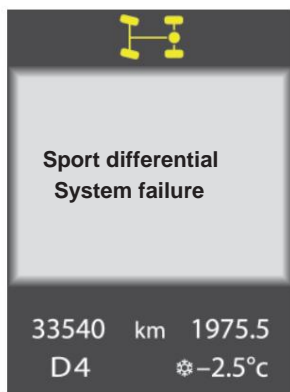 Sport differential
System failure
33540 km 1975.5
D4 ❄–2.5°c